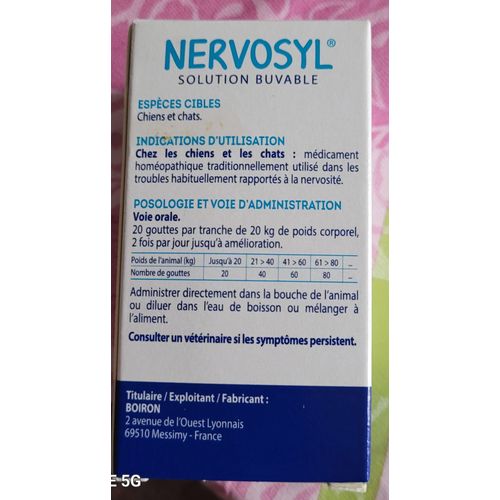 NERVOSYL®
SOLUTION BUVABLE
ESPÈCES CIBLES
Chiens et chats.
INDICATIONS D'UTILISATION
Chez les chiens et les chats : médicament
homéopathique traditionnellement utilisé dans les
troubles habituellement rapportés à la nervosité.
POSOLOGIE ET VOIE D'ADMINISTRATION
Voie orale.
20 gouttes par tranche de 20 kg de poids corporel,
2 fois par jour jusqu'à amélioration.
Poids de l'animal (kg) Jusqu'à 20 21 > 40 41 > 60 61 > 80 ...
Nombre de gouttes 20 40 60 80 ...
Administrer directement dans la bouche de l'animal
ou diluer dans l'eau de boisson ou mélanger à
l'aliment.
Consulter un vétérinaire si les symptômes persistent.
Titulaire / Exploitant / Fabricant :
BOIRON
2 avenue de l'Ouest Lyonnais
69510 Messimy - France
E 5G